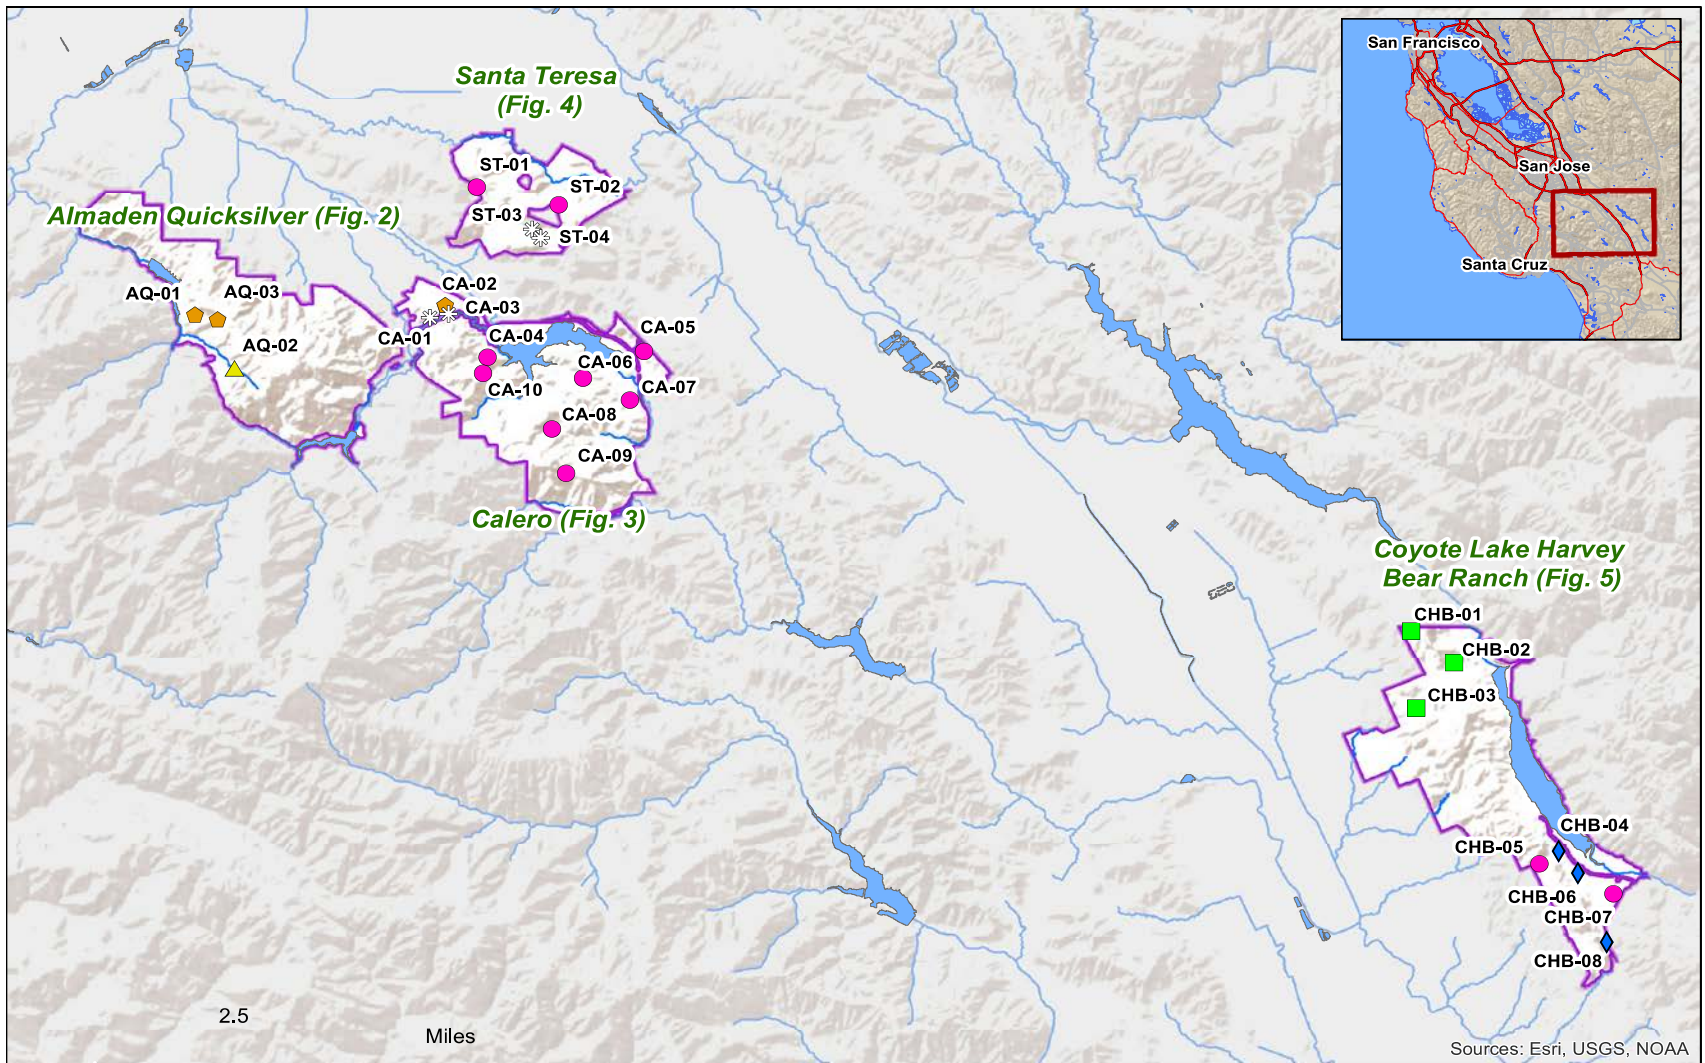 San Francisco
San Jose
Santa Cruz
Santa Teresa
(Fig. 4)
ST-01
ST-02
ST-03
ST-04
Almaden Quicksilver (Fig. 2)
AQ-01
AQ-03
AQ-02
CA-02
CA-03
CA-01
CA-04
CA-05
CA-06
CA-10
CA-07
CA-08
CA-09
Calero (Fig. 3)
Coyote Lake Harvey
Bear Ranch (Fig. 5)
CHB-01
CHB-02
CHB-03
CHB-04
CHB-05
CHB-06
CHB-07
CHB-08
2.5
Miles
Sources: Esri, USGS, NOAA